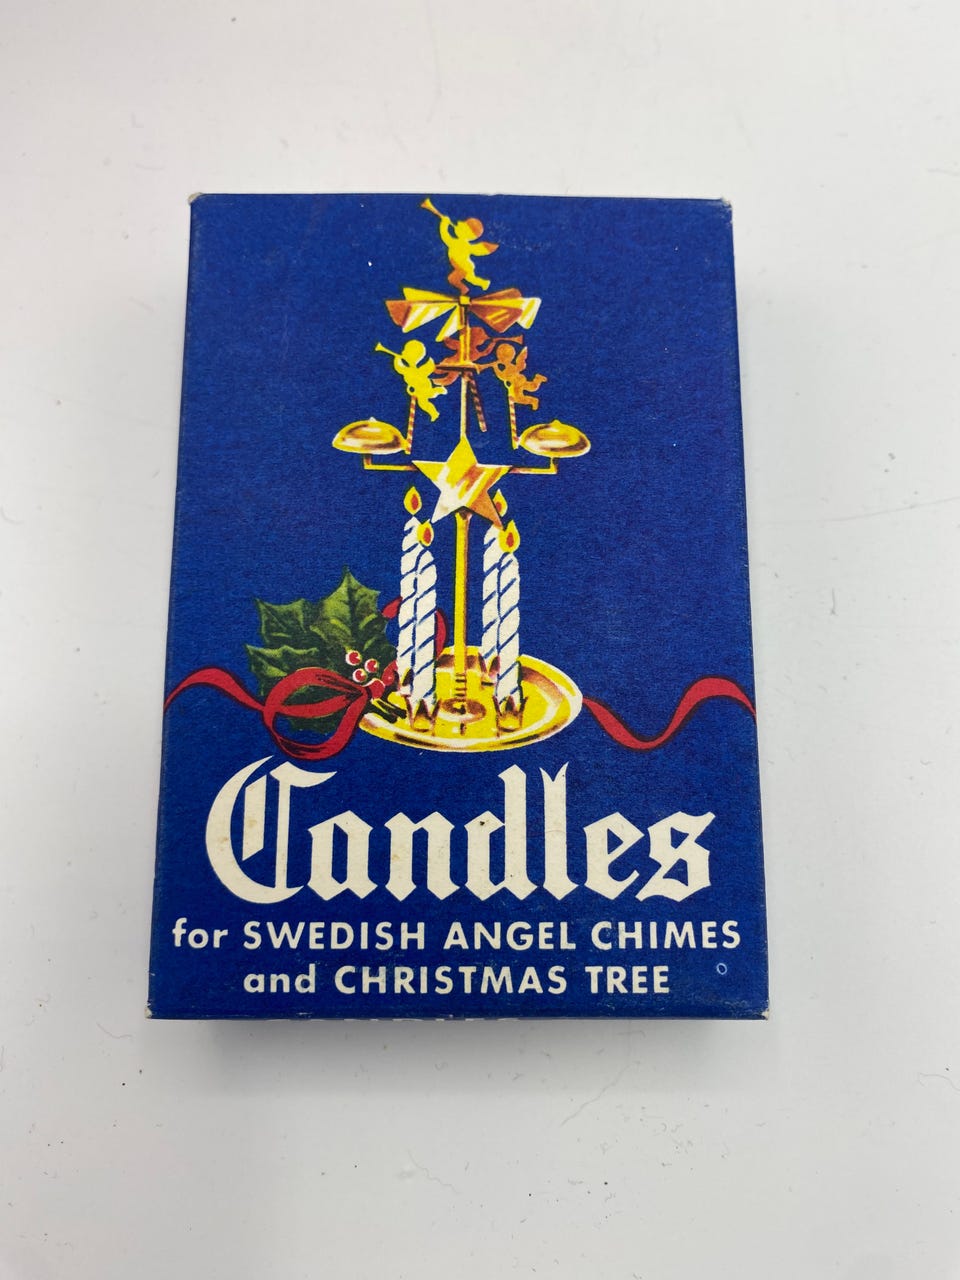 Candles
for SWEDISH ANGEL CHIMES
and CHRISTMAS TREE